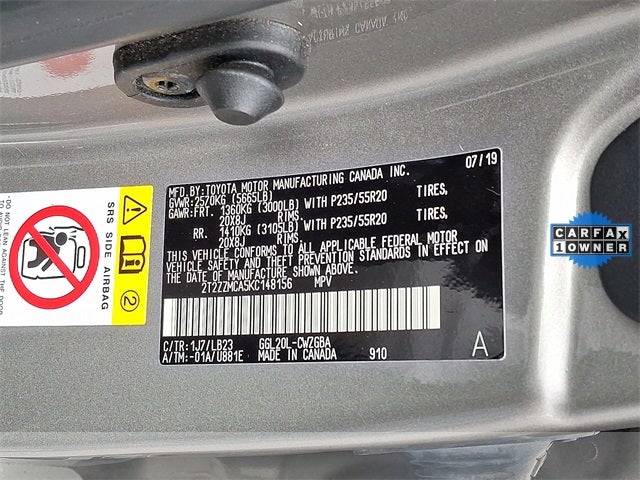 MFD.BY:TOYOTA MOTOR MANUFACTURING CANADA INC. 07/19
GVWR:2570KG (5665LB)
GAWR:FRT. 1360KG (3000LB) WITH P235/55R20 TIRES,
20X8J RIMS
RR. 1410KG (3105LB) WITH P235/55R20 TIRES,
20X8J RIMS
THIS VEHICLE CONFORMS TO ALL APPLICABLE FEDERAL MOTOR
VEHICLE SAFETY AND THEFT PREVENTION STANDARDS IN EFFECT ON
THE DATE OF MANUFACTURE SHOWN ABOVE.
2T2ZZMCA5KC148156 MPV
C/TR:1J7/LB23 GGL20L-CWZGBA
A/TM:-01A/U881E MADE IN CANADA 910 A
SRS SIDE AIRBAG
2
DO NOT
LEAN AGAINST
THE DOOR
CARFAX
1 OWNER